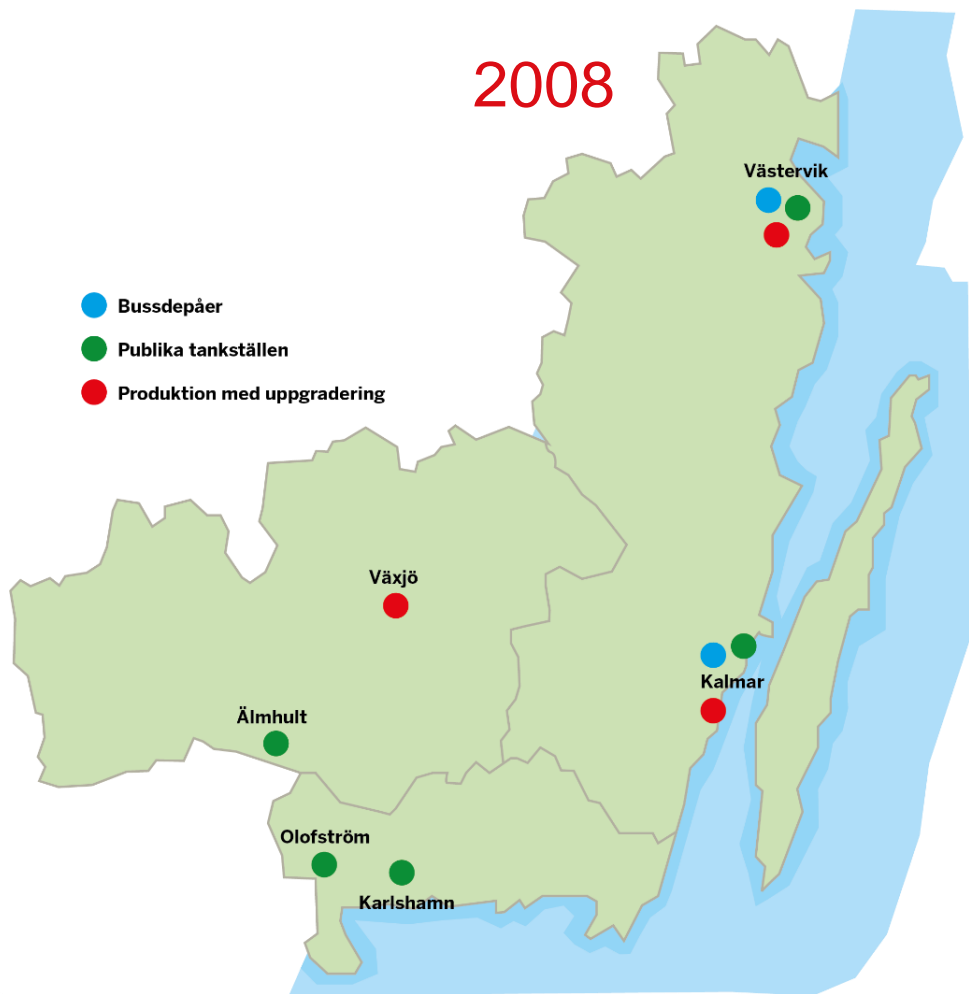 2008
Västervik
Bussdepåer
Publika tankställen
Produktion med uppgradering
Växjö
Kalmar
Älmhult
Olofström
Karlshamn